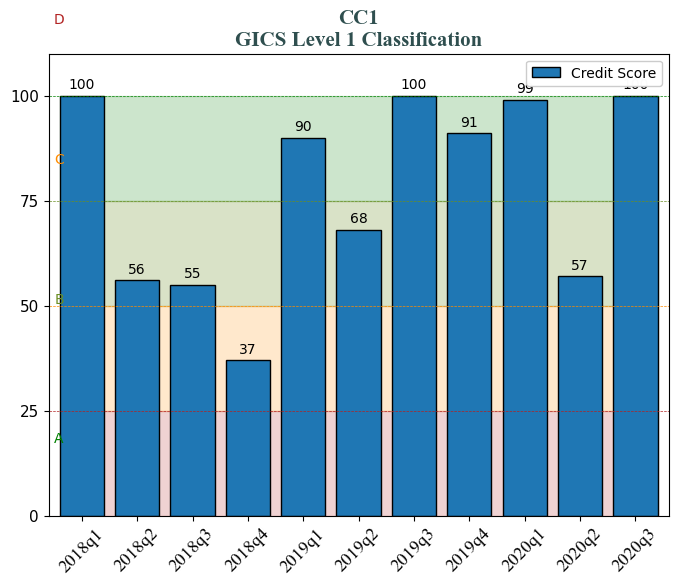 D
CC1
GICS Level 1 Classification
Credit Score
100
100
56
55
37
90
68
100
91
99
57
100
75
50
25
0
C
B
A
2018q1
2018q2
2018q3
2018q4
2019q1
2019q2
2019q3
2019q4
2020q1
2020q2
2020q3